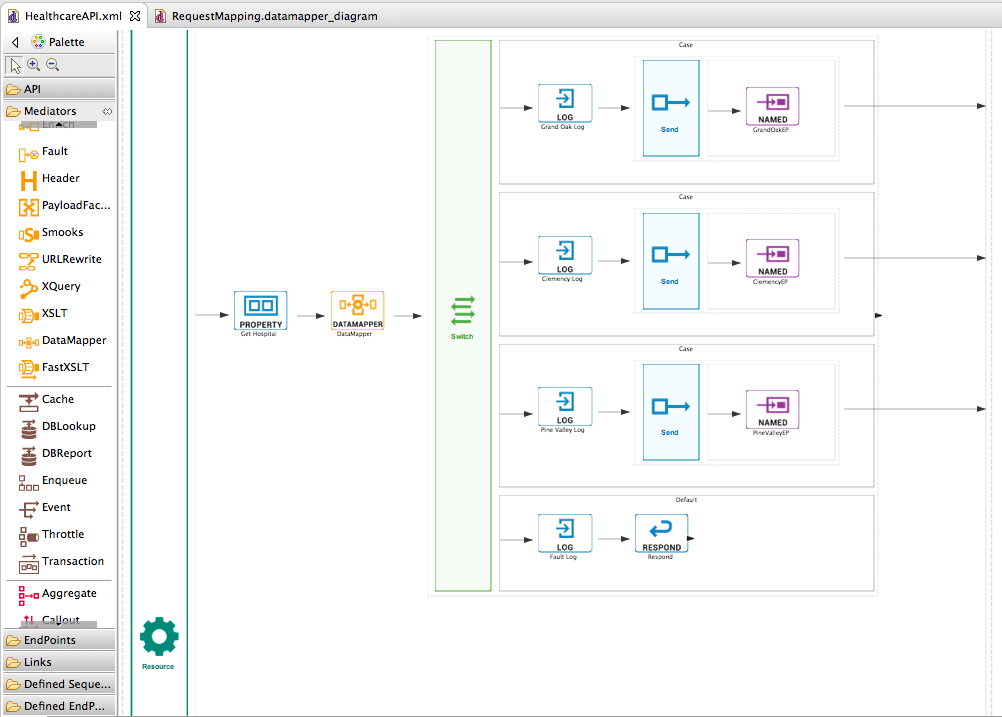 HealthcareAPI.xml
RequestMapping.datamapper_diagram
Palette
API
Mediators
Enrich
Fault
Header
PayloadFac...
Smooks
URLRewrite
XQuery
XSLT
DataMapper
FastXSLT
Cache
DBLookup
DBReport
Enqueue
Event
Throttle
Transaction
Aggregate
Callout
EndPoints
Links
Defined Seque...
Defined EndP...
Resource
PROPERTY
Get Hospital
DATAMAPPER
DataMapper
Switch
Case
LOG
Grand Oak Log
Send
NAMED
GrandOakEP
Case
LOG
Clemency Log
Send
NAMED
ClemencyEP
Case
LOG
Pine Valley Log
Send
NAMED
PineValleyEP
Default
LOG
Fault Log
RESPOND
Respond